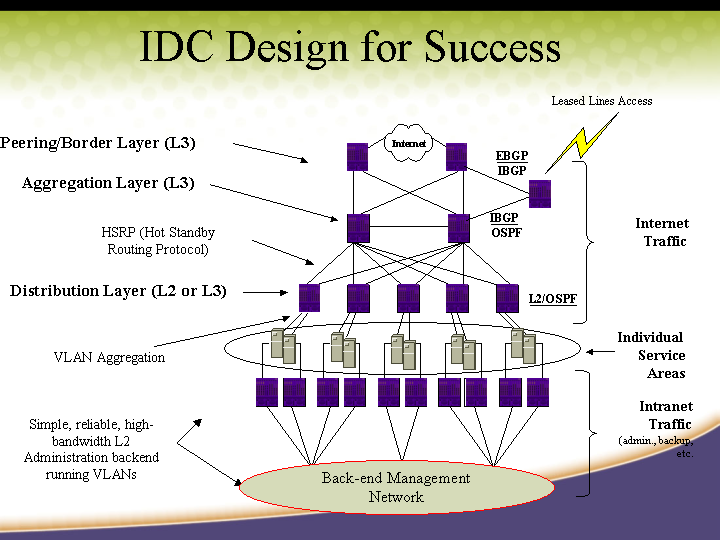 IDC Design for Success
Leased Lines Access
Peering/Border Layer (L3)
Internet
EBGP
IBGP
Aggregation Layer (L3)
IBGP
OSPF
HSRP (Hot Standby
Routing Protocol)
Internet
Traffic
Distribution Layer (L2 or L3)
L2/OSPF
VLAN Aggregation
Individual
Service
Areas
Intranet
Traffic
(admin., backup,
etc.
Simple, reliable, high-
bandwidth L2
Administration backend
running VLANs
Back-end Management
Network